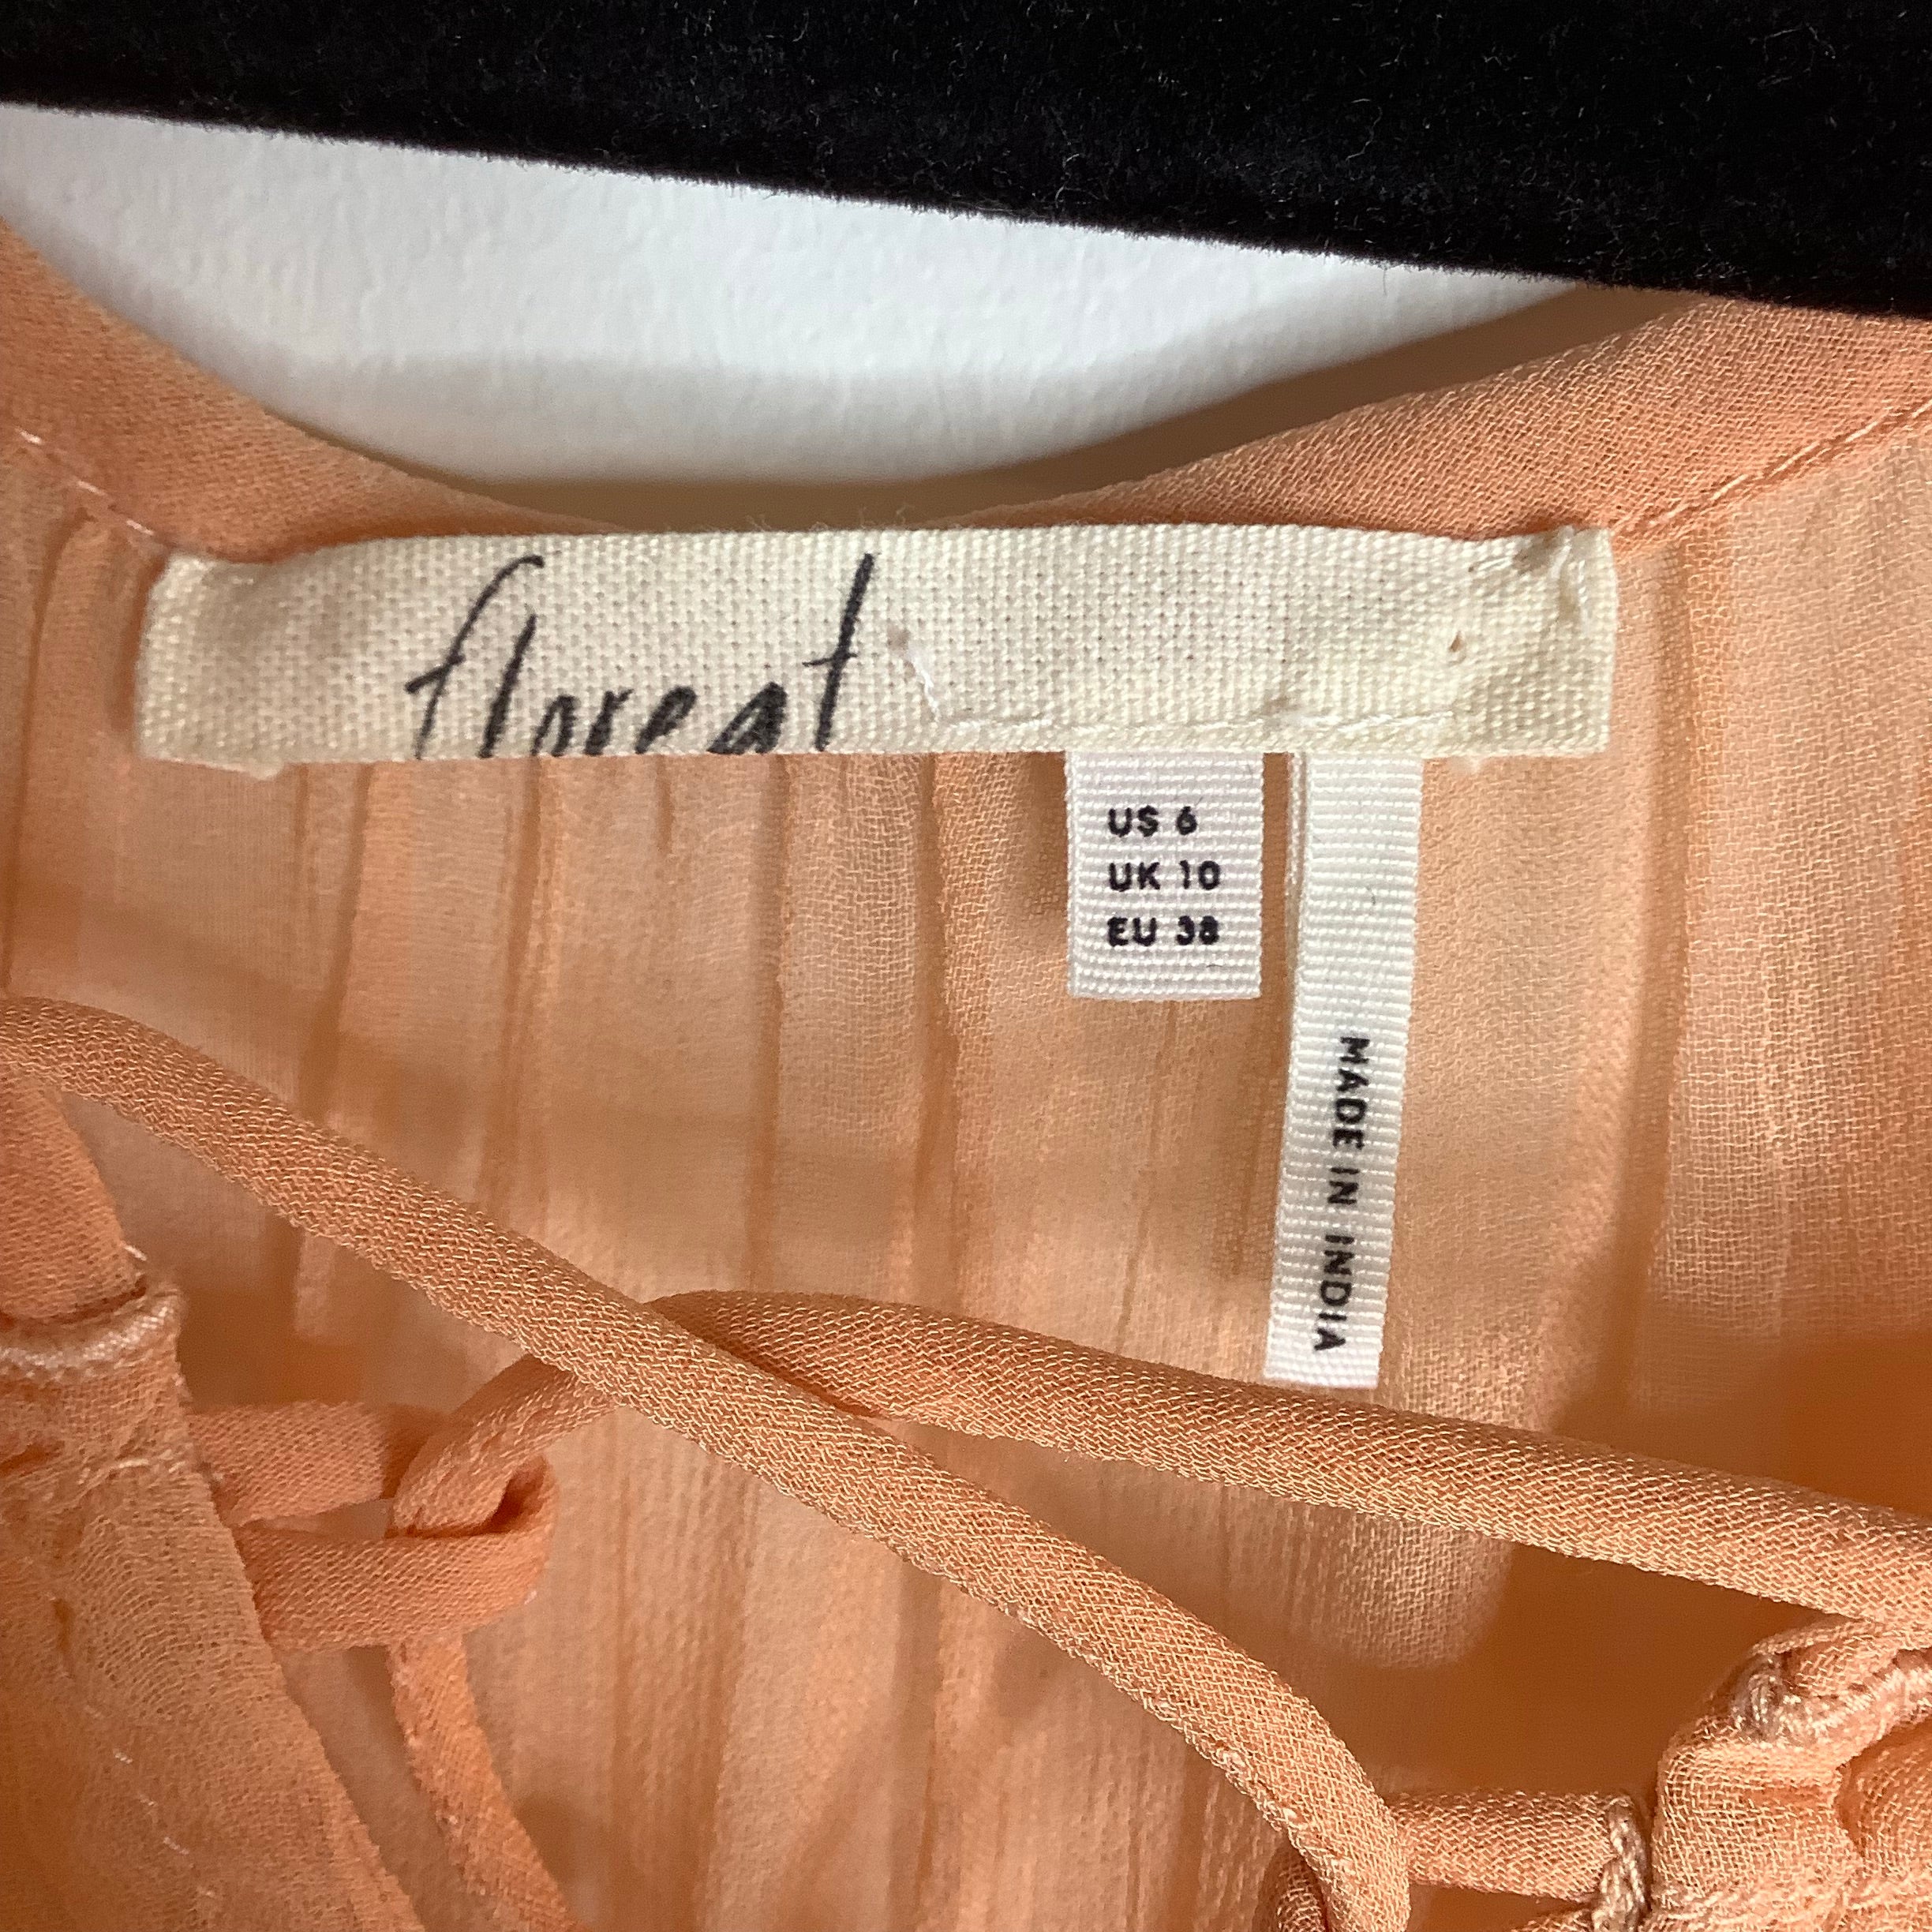 floreat
US 6
UK 10
EU 38
MADE IN INDIA